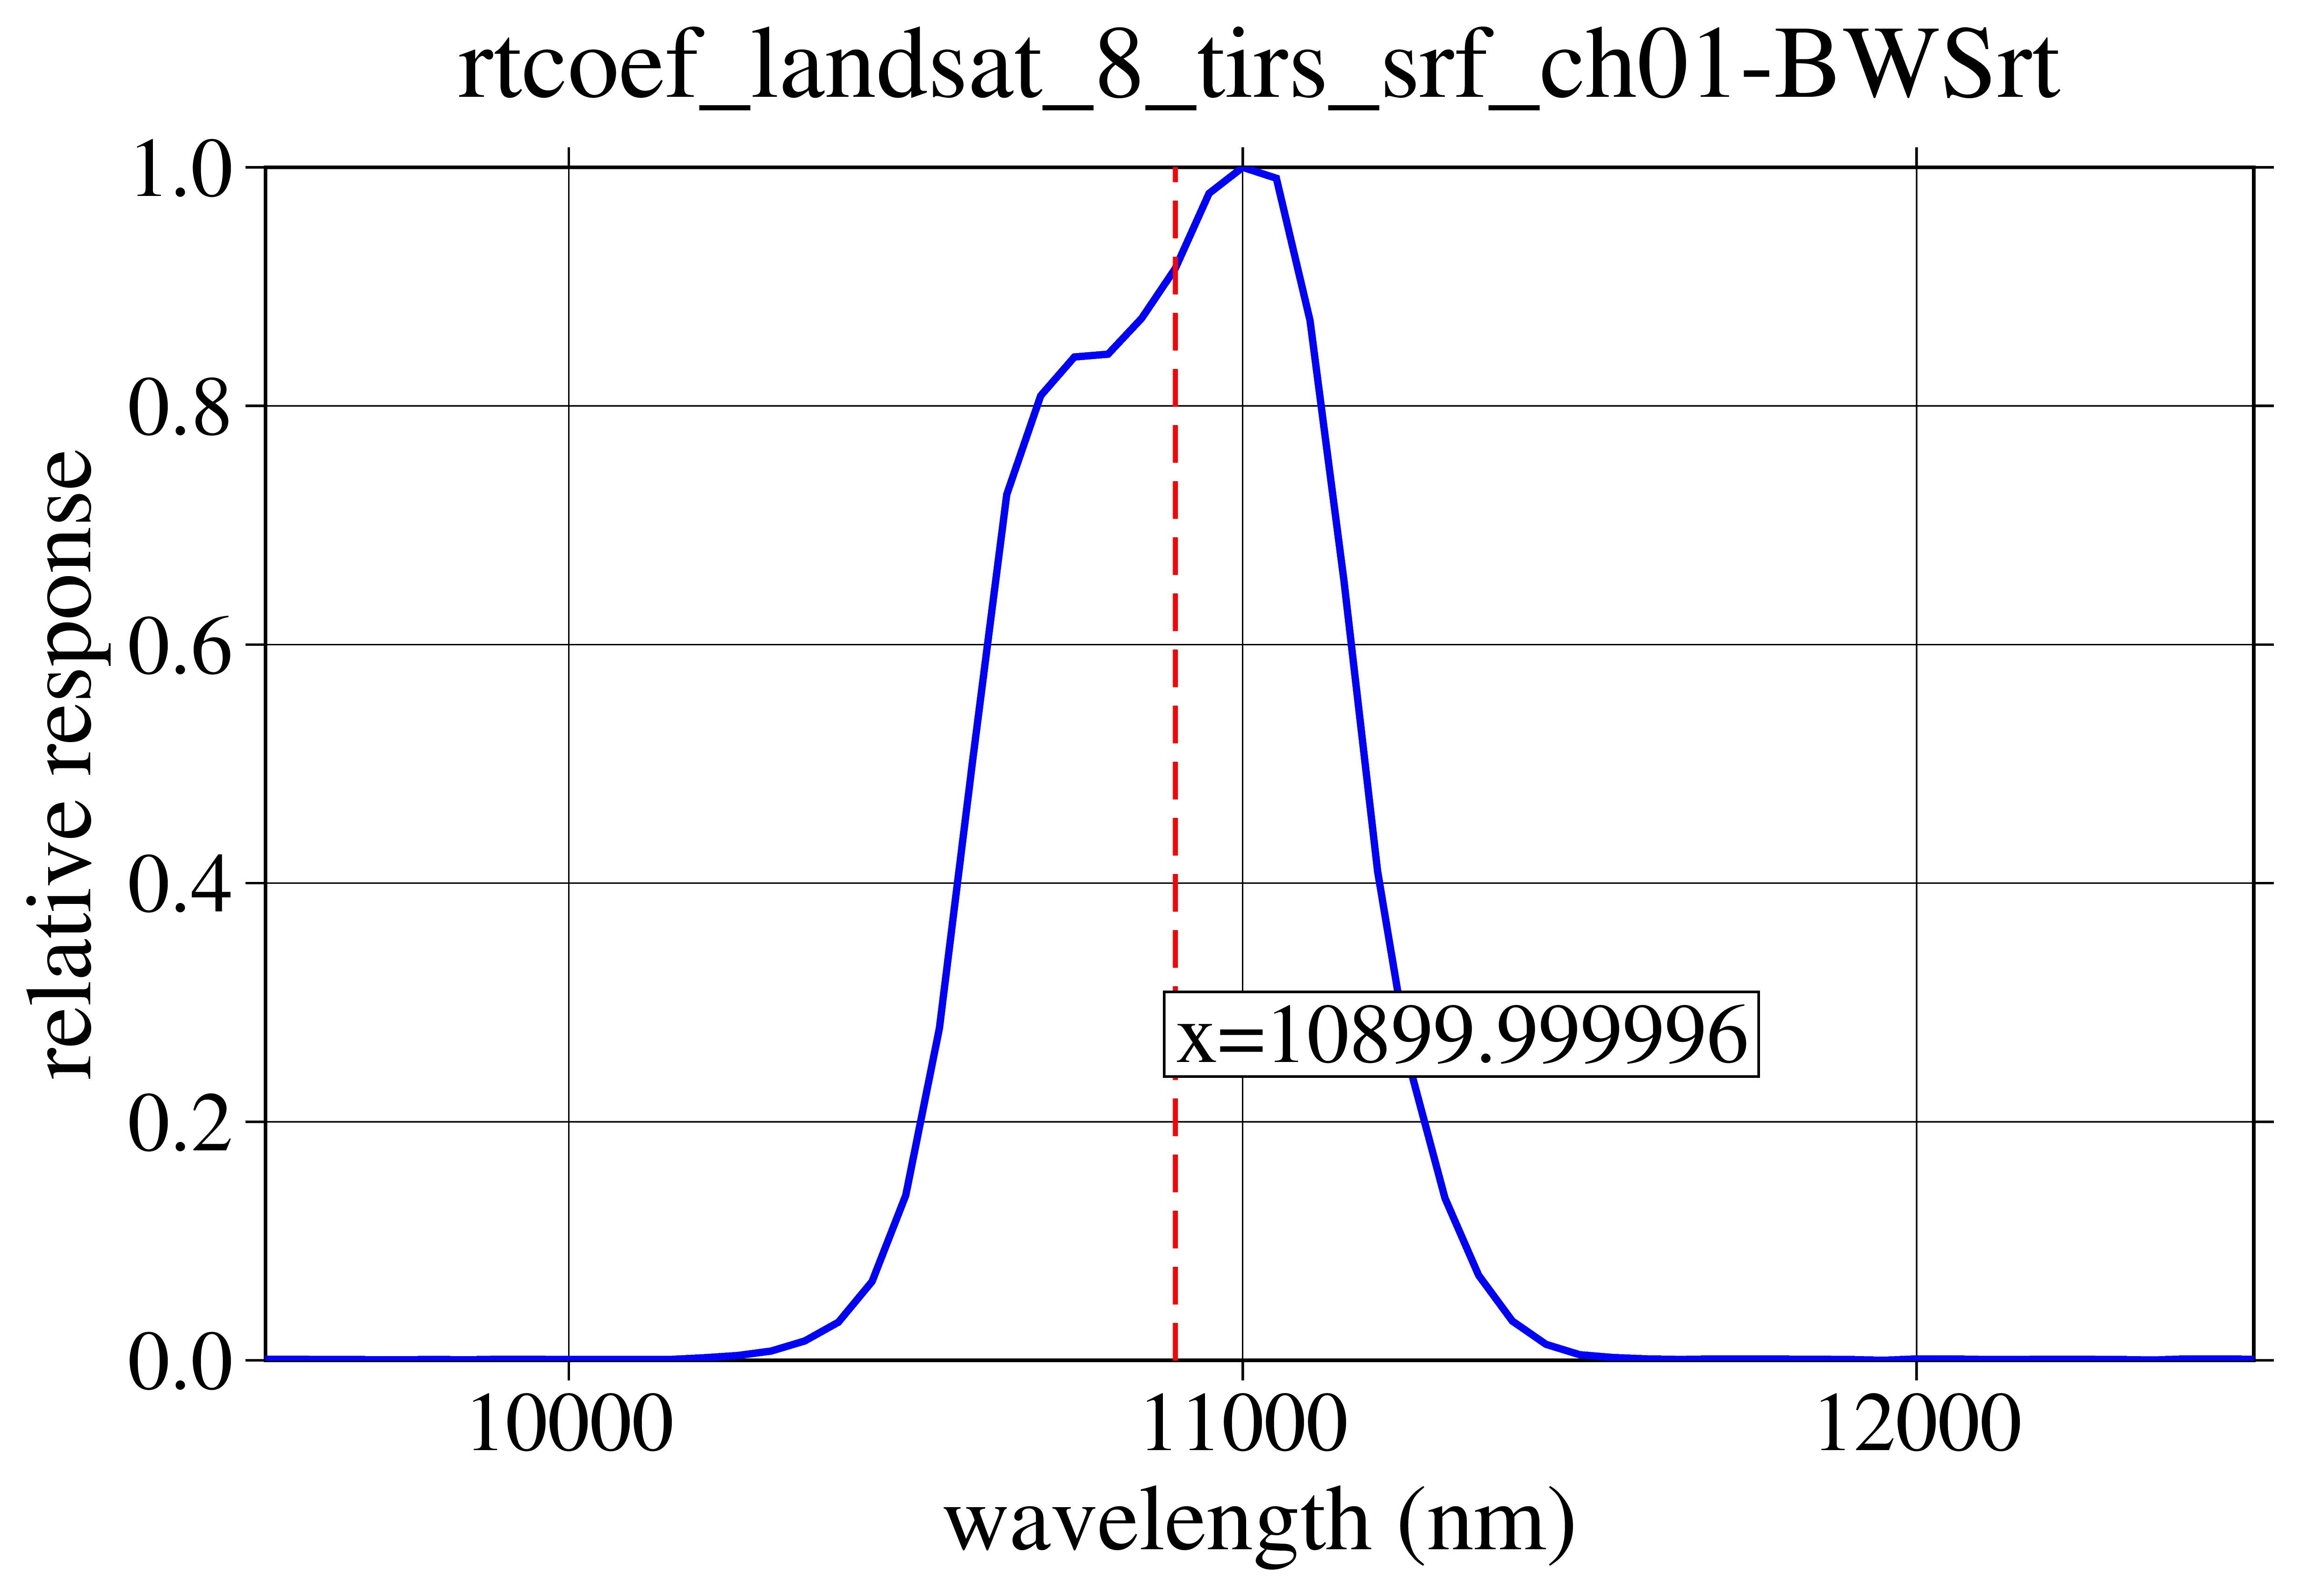 rtcoef_landsat_8_tirs_srf_ch01-BWSrt
1.0
0.8
0.6
0.4
0.2
0.0
relative response
x=10899.999996
10000 11000 12000
wavelength (nm)